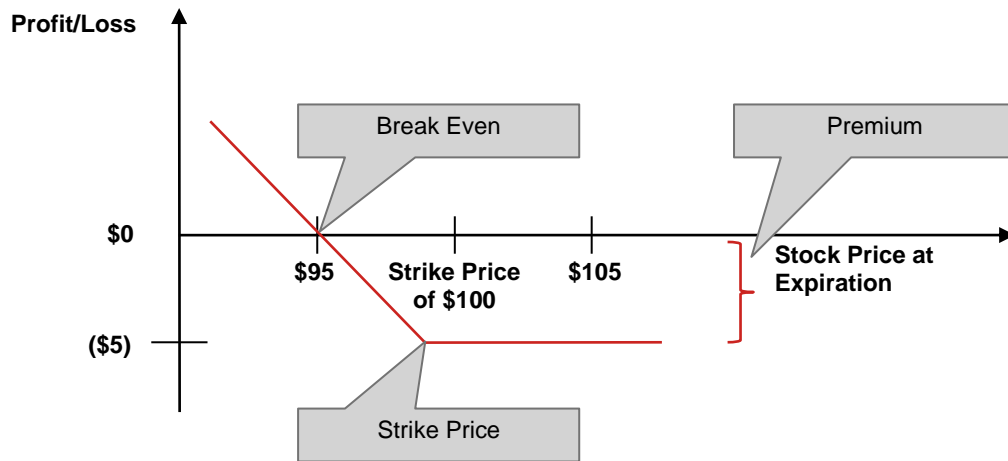 Profit/Loss
Break Even
Premium
$0
$95
Strike Price
of $100
$105
Stock Price at
Expiration
($5)
Strike Price